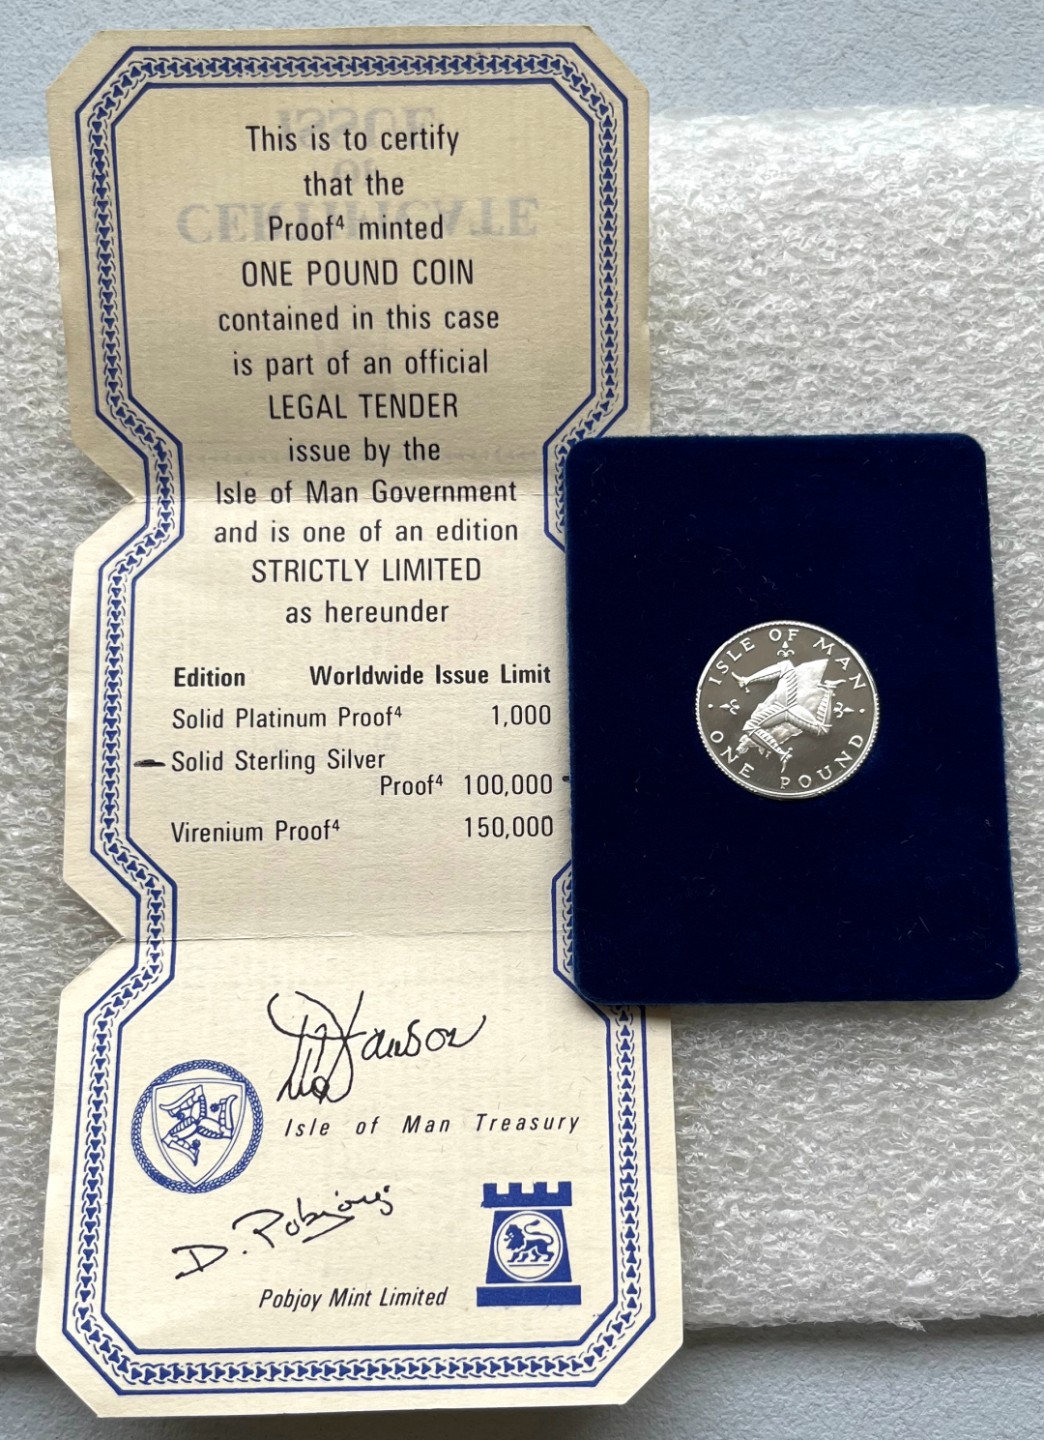 This is to certify
that the
Proof⁴ minted
ONE POUND COIN
contained in this case
is part of an official
LEGAL TENDER
issue by the
Isle of Man Government
and is one of an edition
STRICTLY LIMITED
as hereunder
Edition Worldwide Issue Limit
Solid Platinum Proof⁴ 1,000
Solid Sterling Silver
Proof⁴ 100,000
Virenium Proof⁴ 150,000
Isle of Man Treasury
D. Pobjoy
Pobjoy Mint Limited
ISLE OF MAN
ONE POUND
ISSUE
OF
CERTIFICATE